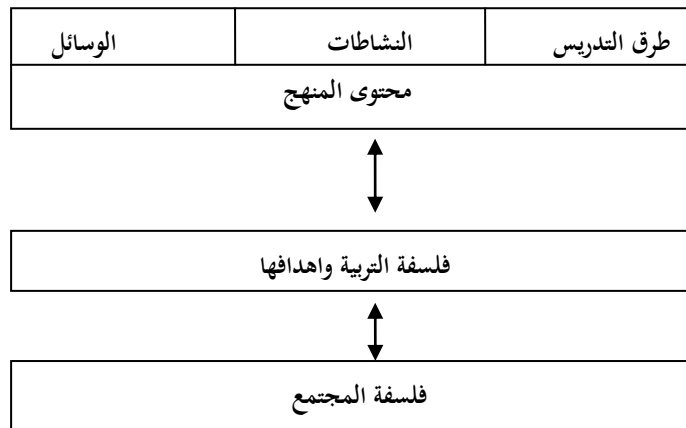 طرق التدريس النشاطات الوسائل
محتوى المنهج
فلسفة التربية واهدافها
فلسفة المجتمع